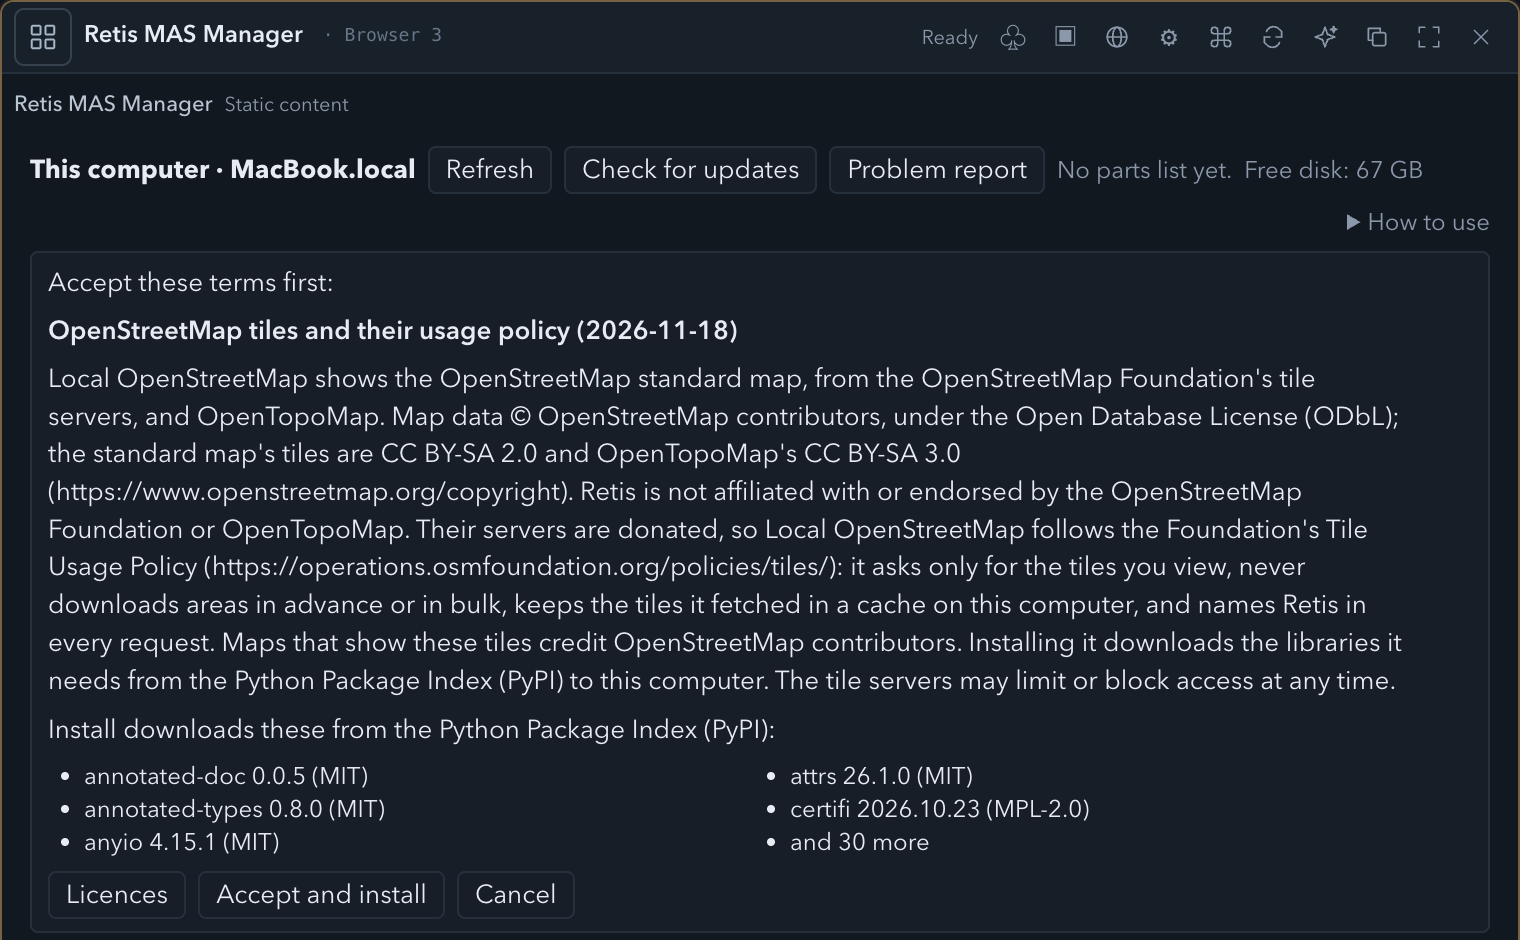 Retis MAS Manager · Browser 3 Ready
Retis MAS Manager Static content
This computer · MacBook.local Refresh Check for updates Problem report No parts list yet. Free disk: 67 GB
▶ How to use
Accept these terms first:
OpenStreetMap tiles and their usage policy (2026-11-18)
Local OpenStreetMap shows the OpenStreetMap standard map, from the OpenStreetMap Foundation's tile
servers, and OpenTopoMap. Map data © OpenStreetMap contributors, under the Open Database License (ODbL);
the standard map's tiles are CC BY-SA 2.0 and OpenTopoMap's CC BY-SA 3.0
(https://www.openstreetmap.org/copyright). Retis is not affiliated with or endorsed by the OpenStreetMap
Foundation or OpenTopoMap. Their servers are donated, so Local OpenStreetMap follows the Foundation's Tile
Usage Policy (https://operations.osmfoundation.org/policies/tiles/): it asks only for the tiles you view, never
downloads areas in advance or in bulk, keeps the tiles it fetched in a cache on this computer, and names Retis in
every request. Maps that show these tiles credit OpenStreetMap contributors. Installing it downloads the libraries it
needs from the Python Package Index (PyPI) to this computer. The tile servers may limit or block access at any time.
Install downloads these from the Python Package Index (PyPI):
• annotated-doc 0.0.5 (MIT)
• annotated-types 0.8.0 (MIT)
• anyio 4.15.1 (MIT)
• attrs 26.1.0 (MIT)
• certifi 2026.10.23 (MPL-2.0)
• and 30 more
Licences Accept and install Cancel